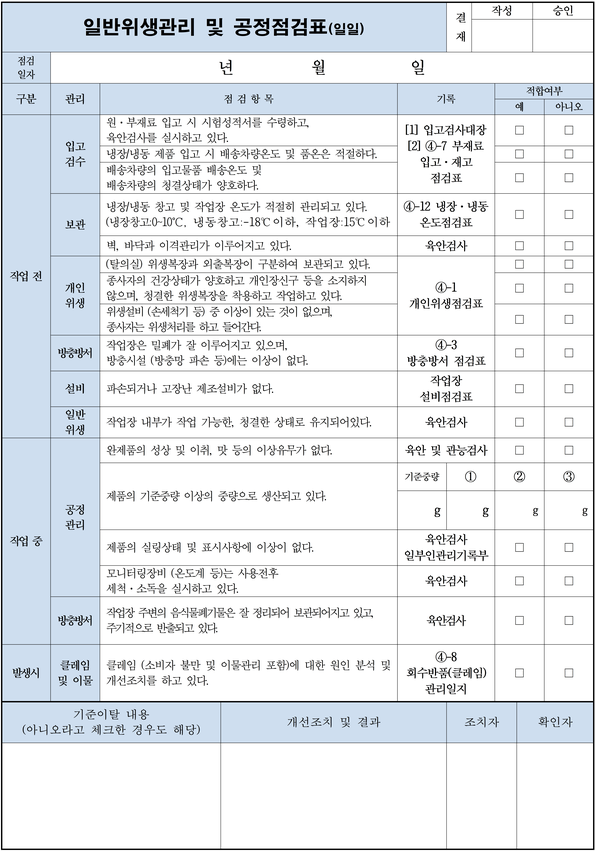 일반위생관리 및 공정점검표(일일)
결
재
작성
승인
점검
일자
년 월 일
구분
관리
점 검 항 목
기록
적합여부
예
아니오
작업 전
입고
검수
원·부재료 입고 시 시험성적서를 수령하고,
육안검사를 실시하고 있다.
[1] 입고검사대장
[2] ④-7 부재료
입고·재고
점검표
□ □
냉장/냉동 제품 입고 시 배송차량온도 및 품온은 적절하다.
□ □
배송차량의 입고물품 배송온도 및
배송차량의 청결상태가 양호하다.
□ □
보관
냉장/냉동 창고 및 작업장 온도가 적절히 관리되고 있다.
(냉장창고:0~10℃, 냉동창고:-18℃이하, 작업장:15℃이하
④-12 냉장·냉동
온도점검표
□ □
벽, 바닥과 이격관리가 이루어지고 있다.
육안검사
□ □
개인
위생
(탈의실) 위생복장과 외출복장이 구분하여 보관되고 있다.
④-1
개인위생점검표
□ □
종사자의 건강상태가 양호하고 개인장신구 등을 소지하지
않으며, 청결한 위생복장을 착용하고 작업하고 있다.
□ □
위생설비 (손세척기 등) 중 이상이 있는 것이 없으며,
종사자는 위생처리를 하고 들어간다.
□ □
방충방서
작업장은 밀폐가 잘 이루어지고 있으며,
방충시설 (방충망 파손 등)에는 이상이 없다.
④-3
방충방서 점검표
□ □
설비
파손되거나 고장난 제조설비가 없다.
작업장
설비점검표
□ □
일반
위생
작업장 내부가 작업 가능한, 청결한 상태로 유지되어있다.
육안검사
□ □
작업 중
공정
관리
완제품의 성상 및 이취, 맛 등의 이상유무가 없다.
육안 및 관능검사
□ □
제품의 기준중량 이상의 중량으로 생산되고 있다.
기준중량 ① ② ③
g g g g
제품의 실링상태 및 표시사항에 이상이 없다.
육안검사
일부인관리기록부
□ □
모니터링장비 (온도계 등)는 사용전후
세척·소독을 실시하고 있다.
육안검사
□ □
방충방서
작업장 주변의 음식물폐기물은 잘 정리되어 보관되어지고 있고,
주기적으로 반출되고 있다.
육안검사
□ □
발생시
클레임
및 이물
클레임 (소비자 불만 및 이물관리 포함)에 대한 원인 분석 및
개선조치를 하고 있다.
④-8
회수반품(클레임)
관리일지
□ □
기준이탈 내용
(아니오라고 체크한 경우도 해당)
개선조치 및 결과
조치자
확인자